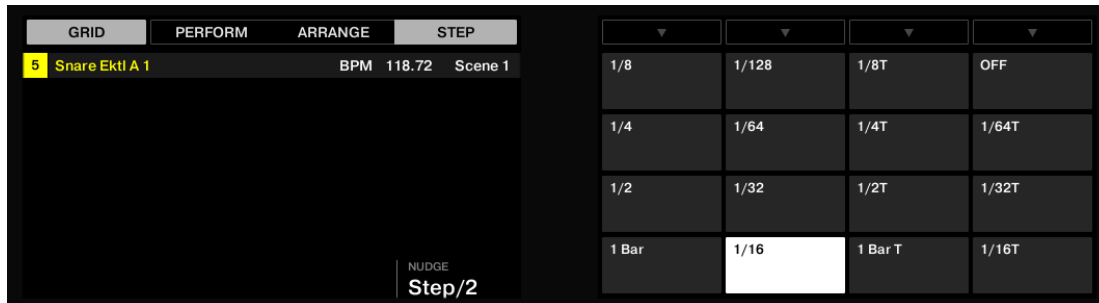 GRID PERFORM ARRANGE STEP
5 Snare Ektl A 1 BPM 118.72 Scene 1
NUDGE
Step/2
1/8 1/128 1/8T OFF
1/4 1/64 1/4T 1/64T
1/2 1/32 1/2T 1/32T
1 Bar 1/16 1 Bar T 1/16T